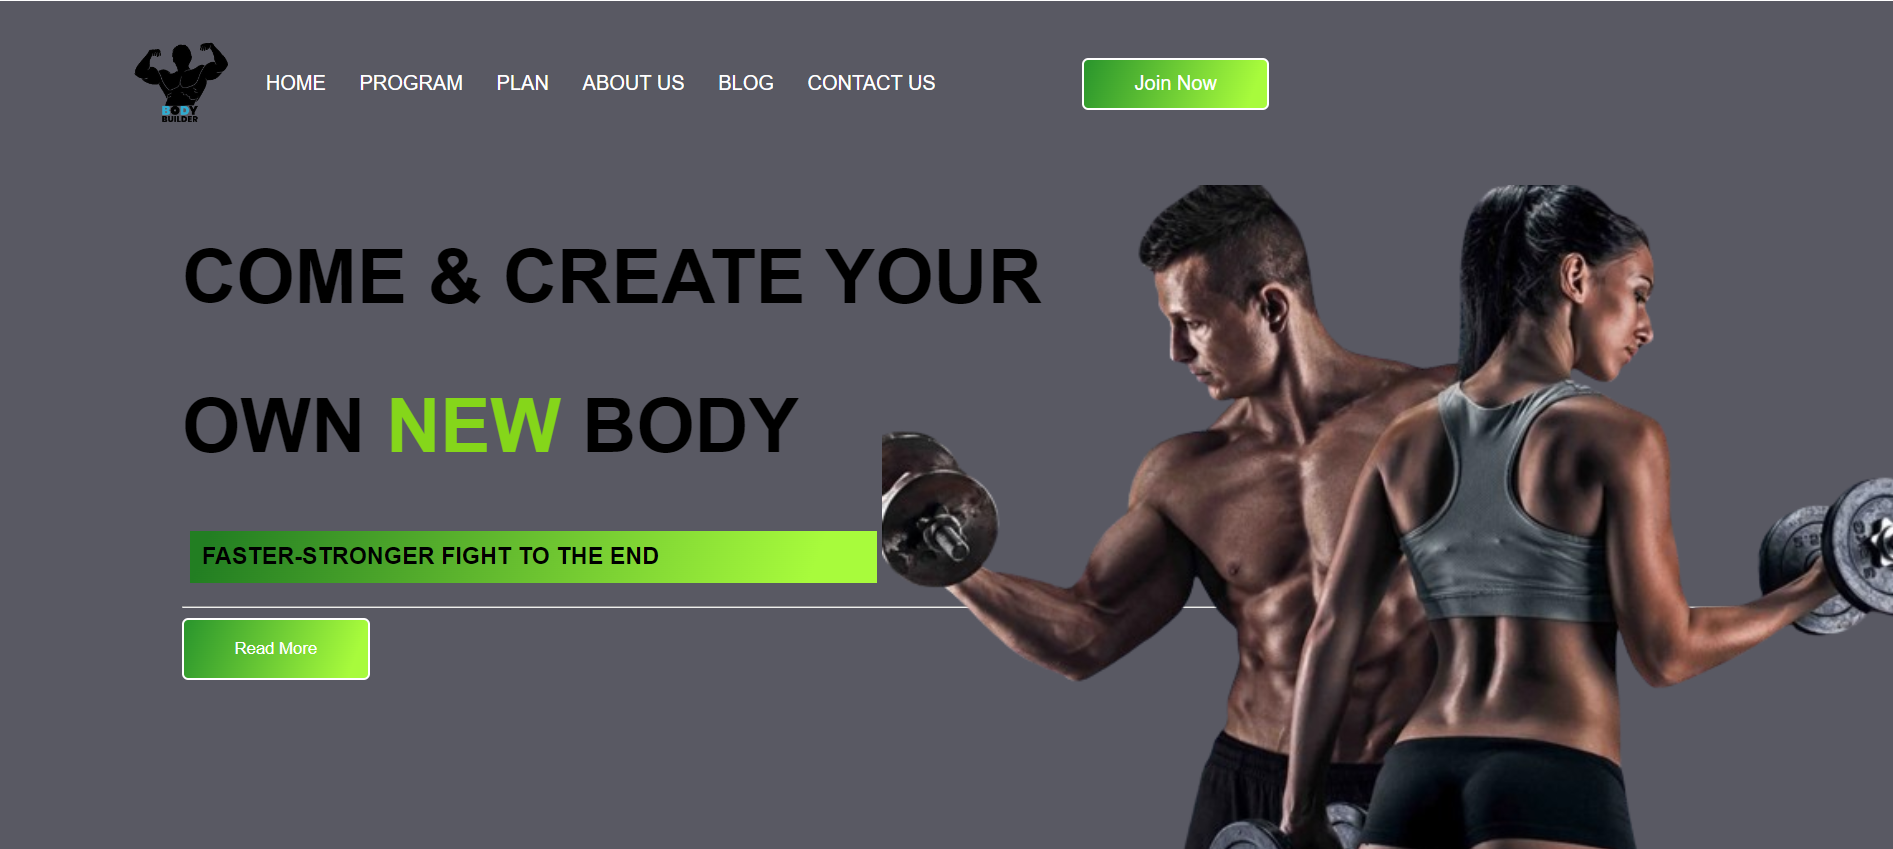 BODY
BUILDER
HOME PROGRAM PLAN ABOUT US BLOG CONTACT US Join Now
COME & CREATE YOUR
OWN NEW BODY
FASTER-STRONGER FIGHT TO THE END
Read More